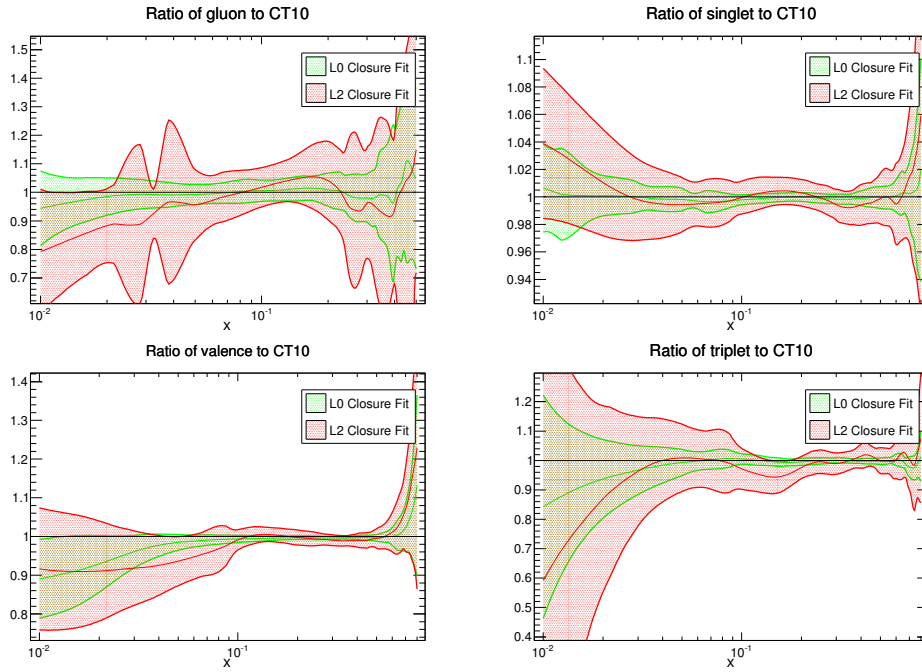 Ratio of gluon to CT10
1.5
1.4
1.3
1.2
1.1
1
0.9
0.8
0.7
L0 Closure Fit
L2 Closure Fit
10⁻²
10⁻¹
x
Ratio of singlet to CT10
1.1
1.08
1.06
1.04
1.02
1
0.98
0.96
0.94
L0 Closure Fit
L2 Closure Fit
10⁻²
10⁻¹
x
Ratio of valence to CT10
1.4
1.3
1.2
1.1
1
0.9
0.8
L0 Closure Fit
L2 Closure Fit
10⁻²
10⁻¹
x
Ratio of triplet to CT10
1.2
1.1
1
0.9
0.8
0.7
0.6
0.5
0.4
L0 Closure Fit
L2 Closure Fit
10⁻²
10⁻¹
x